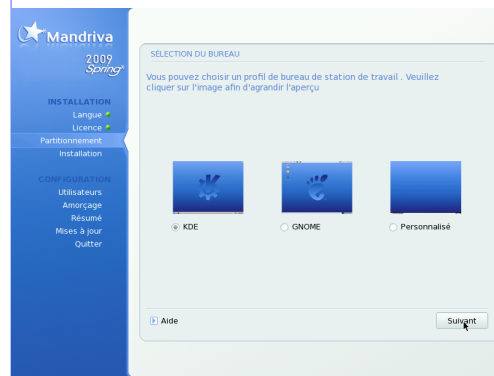 Mandriva
2009
Spring
INSTALLATION
Langue
Licence
Partitionnement
Installation
CONFIGURATION
Utilisateurs
Amorçage
Résumé
Mises à jour
Quitter
SÉLECTION DU BUREAU
Vous pouvez choisir un profil de bureau de station de travail . Veuillez
cliquer sur l'image afin d'agrandir l'aperçu
KDE
GNOME
Personnalisé
Aide
Suivant